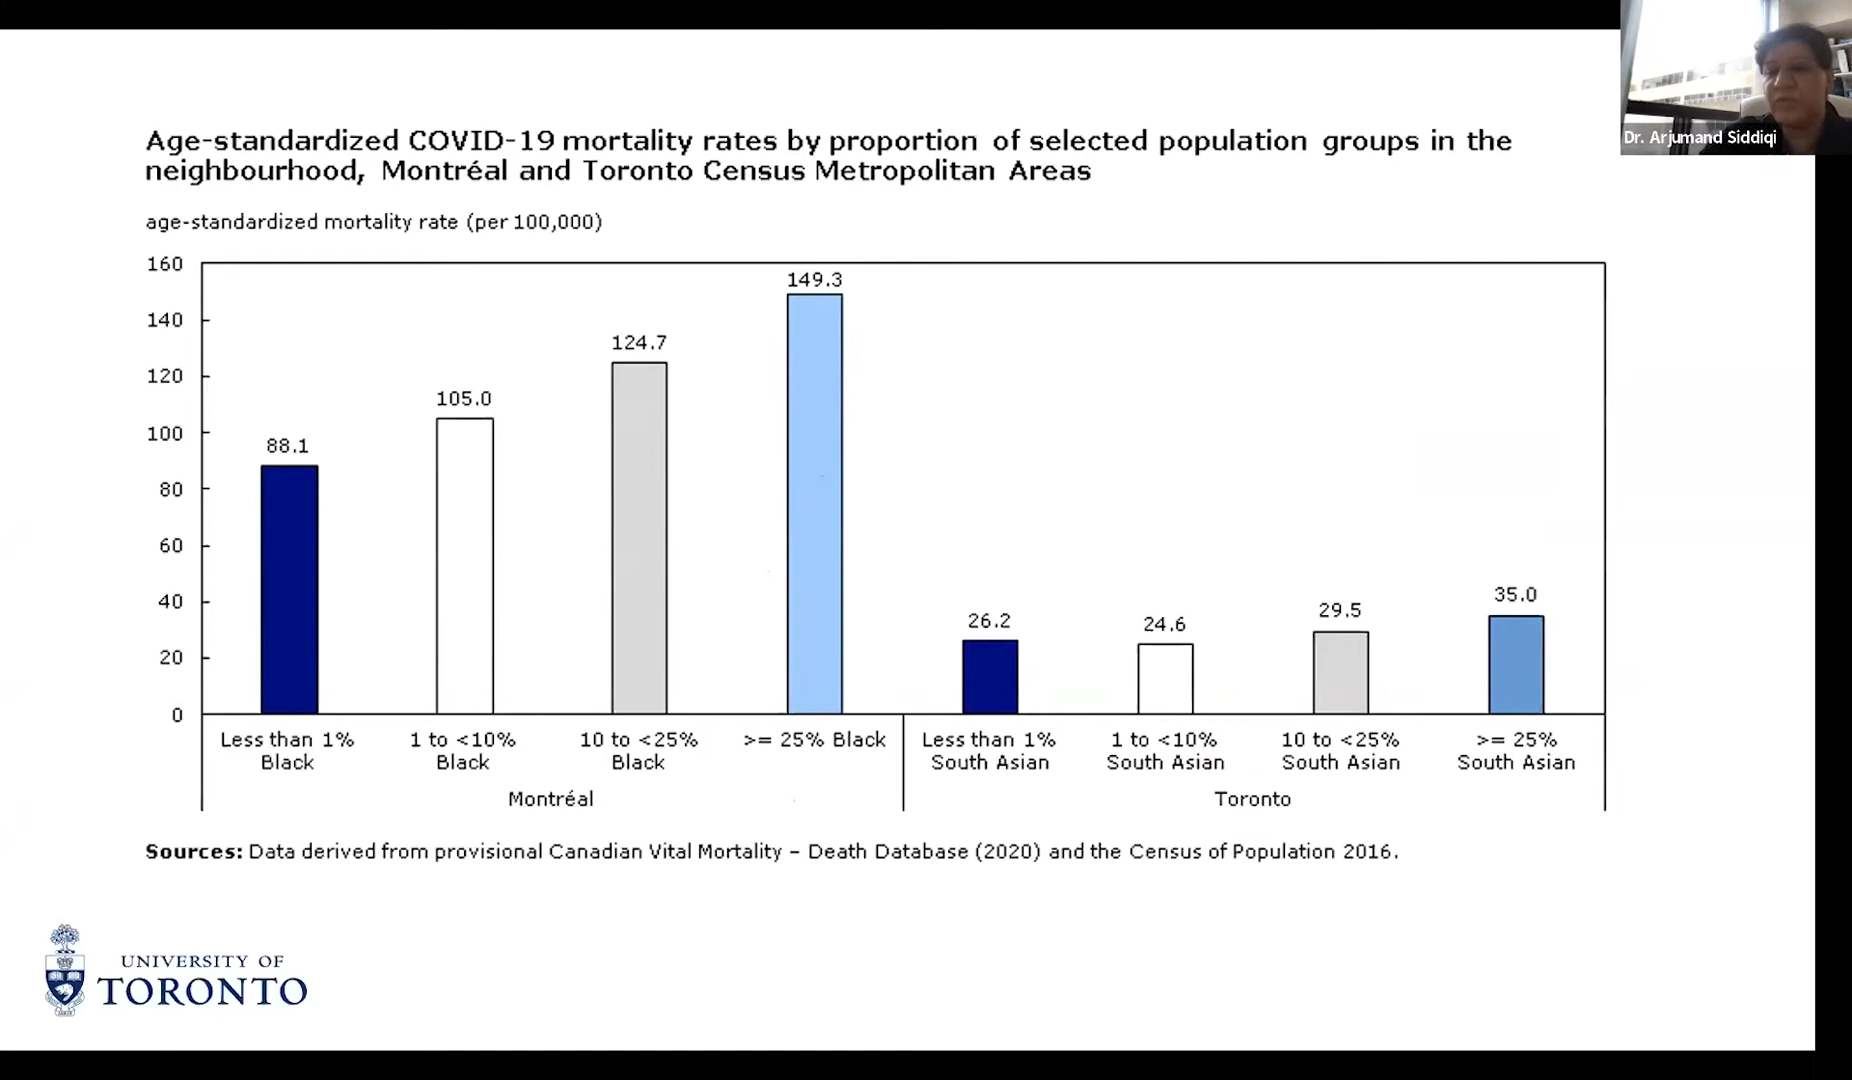 Dr. Arjumand Siddiqi
Age-standardized COVID-19 mortality rates by proportion of selected population groups in the
neighbourhood, Montréal and Toronto Census Metropolitan Areas
age-standardized mortality rate (per 100,000)
160
140
120
100
80
60
40
20
0
88.1
105.0
124.7
149.3
26.2
24.6
29.5
35.0
Less than 1%
Black
1 to <10%
Black
10 to <25%
Black
>= 25% Black
Less than 1%
South Asian
1 to <10%
South Asian
10 to <25%
South Asian
>= 25%
South Asian
Montréal
Toronto
Sources: Data derived from provisional Canadian Vital Mortality – Death Database (2020) and the Census of Population 2016.
UNIVERSITY OF
TORONTO